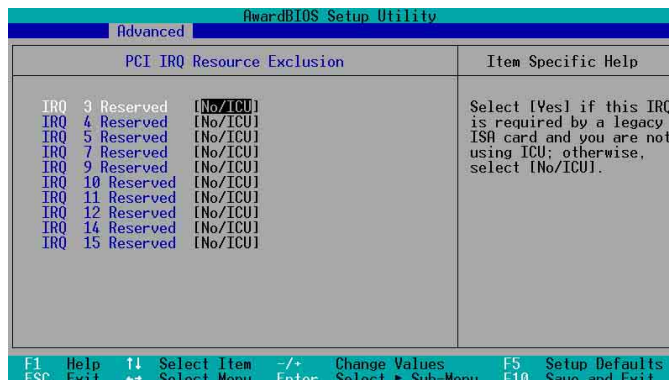 AwardBIOS Setup Utility
Advanced
PCI IRQ Resource Exclusion
IRQ 3 Reserved [No/ICU]
IRQ 4 Reserved [No/ICU]
IRQ 5 Reserved [No/ICU]
IRQ 7 Reserved [No/ICU]
IRQ 9 Reserved [No/ICU]
IRQ 10 Reserved [No/ICU]
IRQ 11 Reserved [No/ICU]
IRQ 12 Reserved [No/ICU]
IRQ 14 Reserved [No/ICU]
IRQ 15 Reserved [No/ICU]
Item Specific Help
Select [Yes] if this IRQ
is required by a legacy
ISA card and you are not
using ICU; otherwise,
select [No/ICU].
F1 Help ↑↓ Select Item -/+ Change Values F5 Setup Defaults
ESC Exit ←→ Select Menu Enter Select ► Sub-Menu F10 Save and Exit